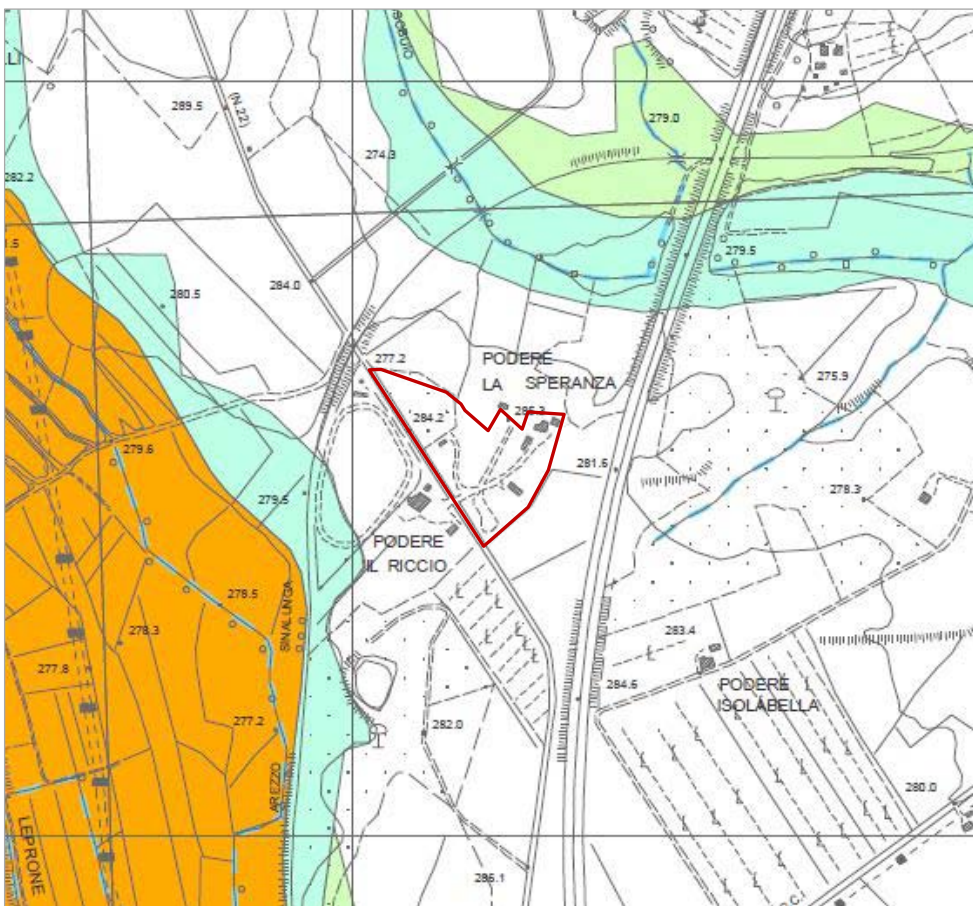 289.5
(N.22)
279.0
274.3
282.2
279.5
280.5
284.0
277.2
PODERE
LA SPERANZA
275.9
284.2
279.6
281.6
278.3
279.5
PODERE
IL RICCIO
278.5
SINALUNGA
278.3
283.4
277.8
284.6
PODERE
ISOLABELLA
277.2
282.0
AREZZO
280.0
LEPRONE
286.1